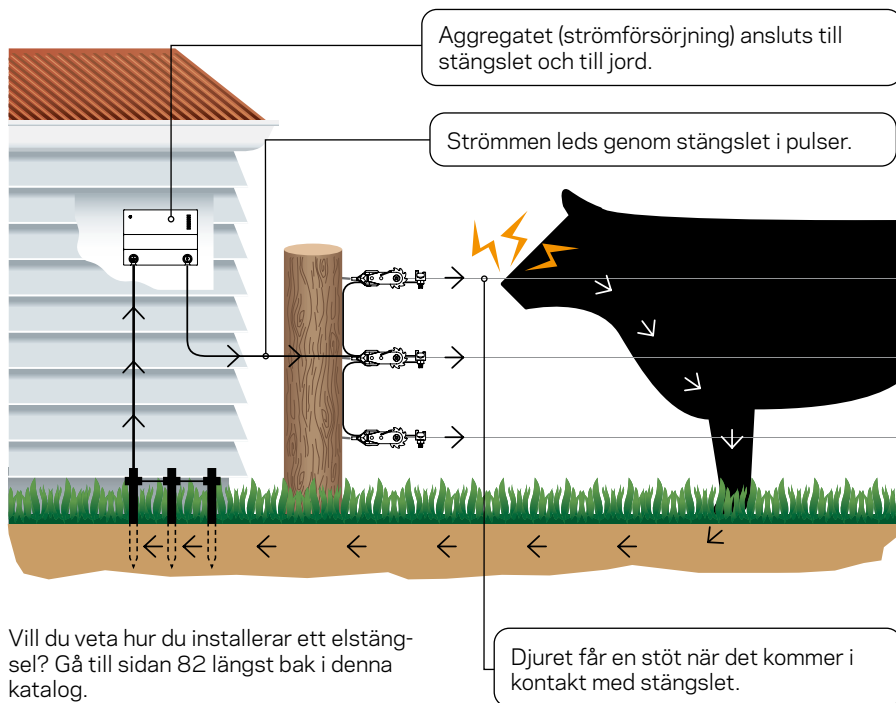 Aggregatet (strömförsörjning) ansluts till
stängslet och till jord.
Strömmen leds genom stängslet i pulser.
Vill du veta hur du installerar ett elstäng-
sel? Gå till sidan 82 längst bak i denna
katalog.
Djuret får en stöt när det kommer i
kontakt med stängslet.